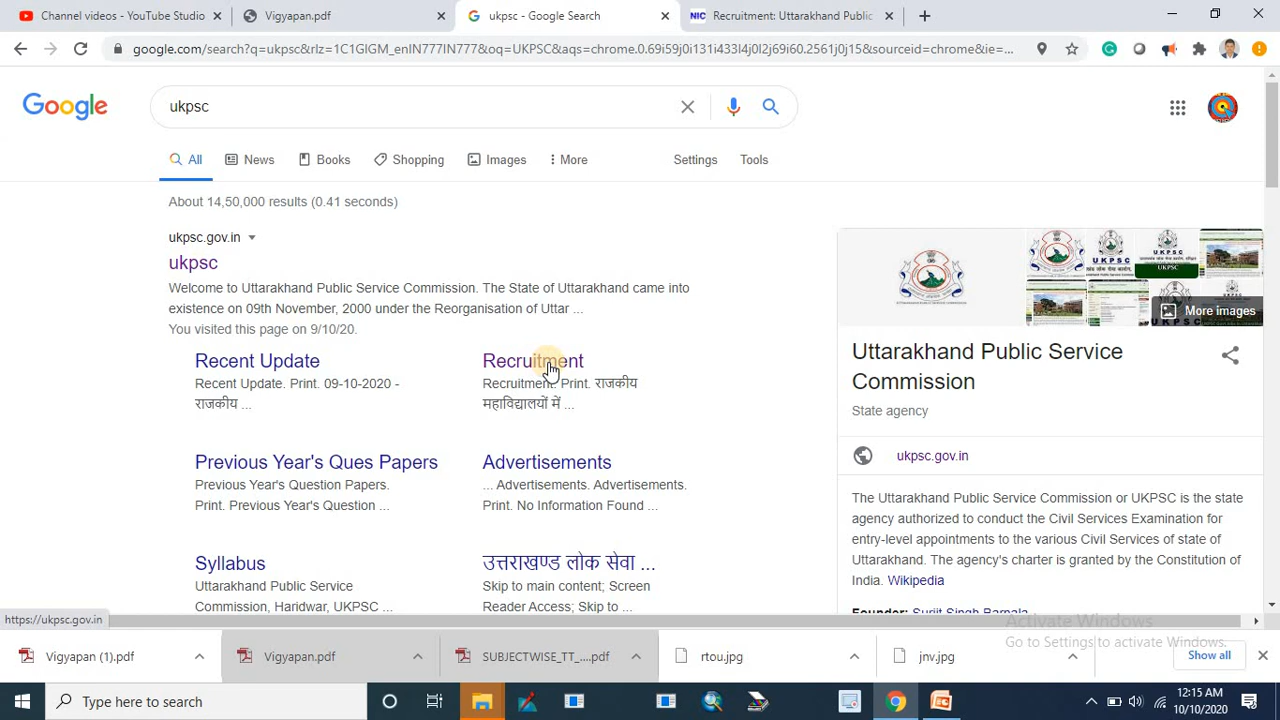 Channel videos - YouTube Studio
Vigyapan.pdf
ukpsc - Google Search
NIC Recruitment: Uttarakhand Public
google.com/search?q=ukpsc&rlz=1C1GIGM_enIN777IN777&oq=UKPSC&aqs=chrome.0.69i59j0i131i433l4j0l2j69i60.2561j0j15&sourceid=chrome&ie=...
Google
ukpsc
All
News
Books
Shopping
Images
More
Settings
Tools
About 14,50,000 results (0.41 seconds)
ukpsc.gov.in
ukpsc
Welcome to Uttarakhand Public Service Commission. The State of Uttarakhand came into
existence on 09th November, 2000 under the Reorganisation of Uttar ...
You visited this page on 9/10/20.
Recent Update
Recent Update. Print. 09-10-2020 -
राजकीय ...
Recruitment
Recruitment. Print. राजकीय
महाविद्यालयों में ...
Previous Year's Ques Papers
Previous Year's Question Papers.
Print. Previous Year's Question ...
Advertisements
... Advertisements. Advertisements.
Print. No Information Found ...
Syllabus
Uttarakhand Public Service
Commission, Haridwar, UKPSC ...
उत्तराखण्ड लोक सेवा ...
Skip to main content; Screen
Reader Access; Skip to ...
UKPSC
More images
Uttarakhand Public Service
Commission
State agency
ukpsc.gov.in
The Uttarakhand Public Service Commission or UKPSC is the state
agency authorized to conduct the Civil Services Examination for
entry-level appointments to the various Civil Services of state of
Uttarakhand. The agency's charter is granted by the Constitution of
India. Wikipedia
Founder: Surjit Singh Barnala
Activate Windows
Go to Settings to activate Windows.
https://ukpsc.gov.in
Vigyapan (1).pdf
Vigyapan.pdf
SUBJECTWISE_TT_....pdf
rtou.jpg
jnv.jpg
Show all
Type here to search
12:15 AM
10/10/2020